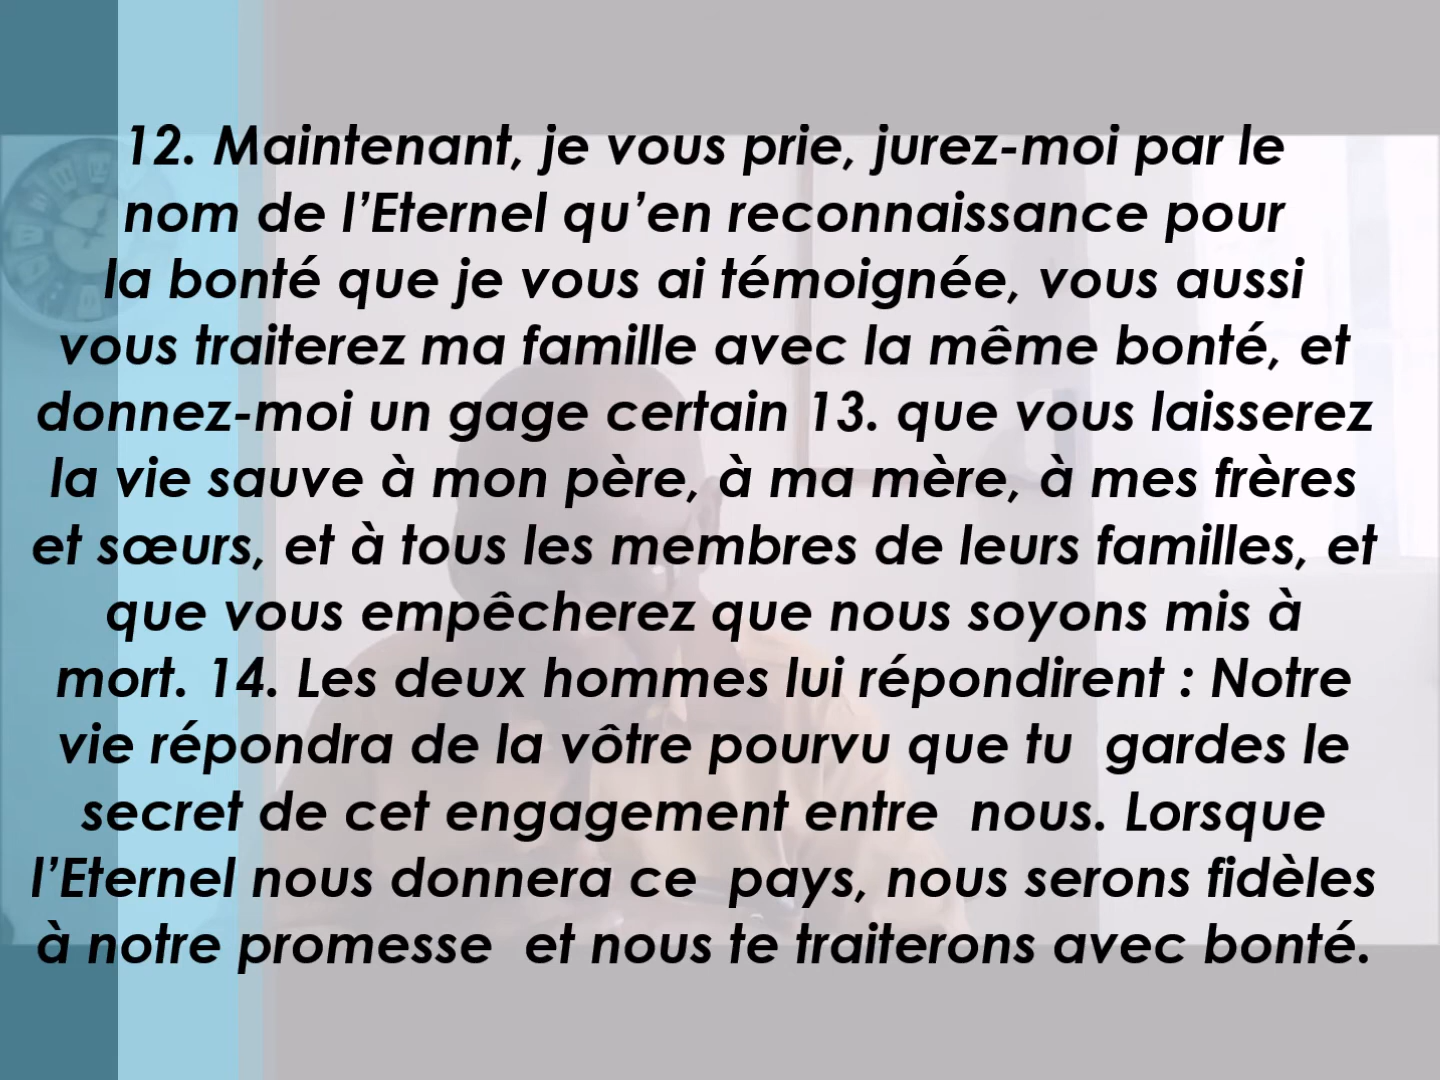 12. Maintenant, je vous prie, jurez-moi par le
nom de l’Eternel qu’en reconnaissance pour
la bonté que je vous ai témoignée, vous aussi
vous traiterez ma famille avec la même bonté, et
donnez-moi un gage certain 13. que vous laisserez
la vie sauve à mon père, à ma mère, à mes frères
et sœurs, et à tous les membres de leurs familles, et
que vous empêcherez que nous soyons mis à
mort. 14. Les deux hommes lui répondirent : Notre
vie répondra de la vôtre pourvu que tu  gardes le
secret de cet engagement entre  nous. Lorsque
l’Eternel nous donnera ce  pays, nous serons fidèles
à notre promesse  et nous te traiterons avec bonté.